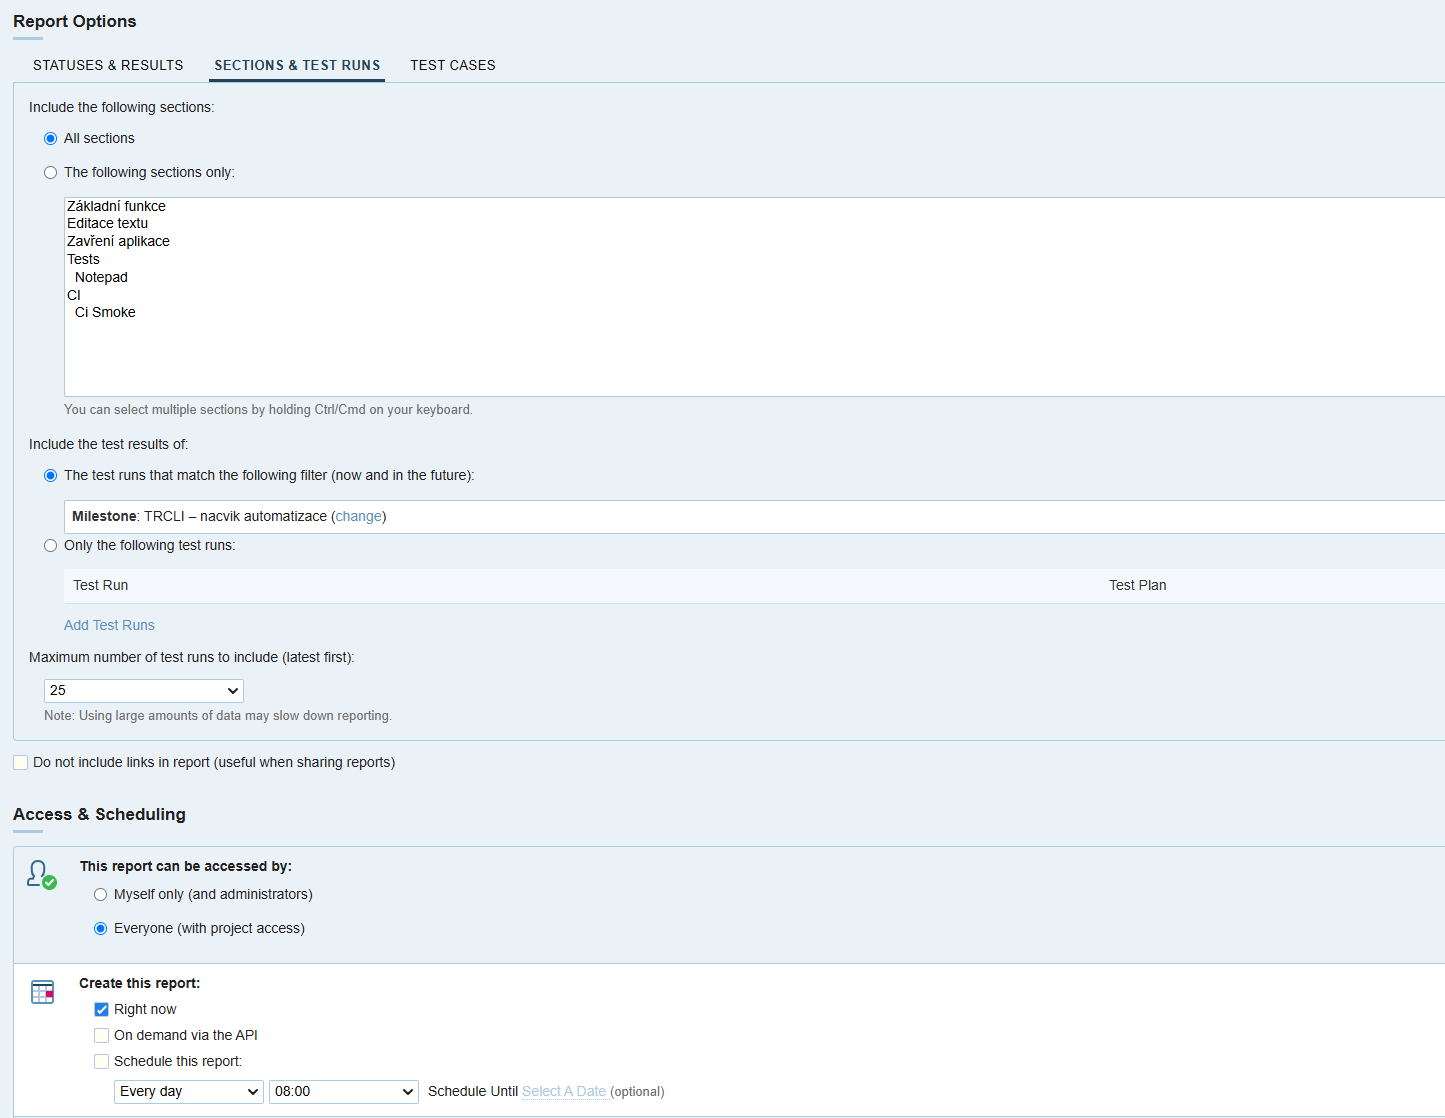 Report Options
STATUSES & RESULTS SECTIONS & TEST RUNS TEST CASES
Include the following sections:
All sections
The following sections only:
Základní funkce
Editace textu
Zavření aplikace
Tests
Notepad
CI
Ci Smoke
You can select multiple sections by holding Ctrl/Cmd on your keyboard.
Include the test results of:
The test runs that match the following filter (now and in the future):
Milestone: TRCLI – nacvik automatizace (change)
Only the following test runs:
Test Run Test Plan
Add Test Runs
Maximum number of test runs to include (latest first):
25
Note: Using large amounts of data may slow down reporting.
Do not include links in report (useful when sharing reports)
Access & Scheduling
This report can be accessed by:
Myself only (and administrators)
Everyone (with project access)
Create this report:
Right now
On demand via the API
Schedule this report:
Every day 08:00 Schedule Until Select A Date (optional)